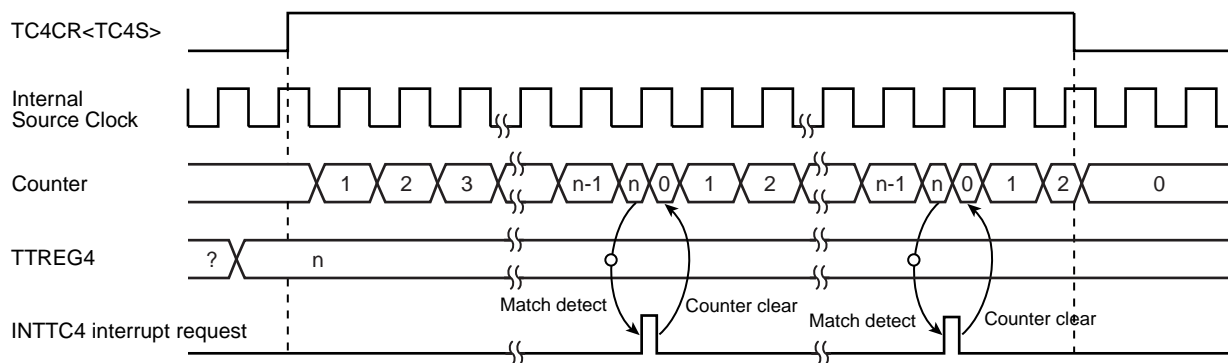 TC4CR<TC4S>
Internal
Source Clock
Counter
1 2 3 n-1 n 0 1 2 n-1 n 0 1 2 0
TTREG4
? n
Match detect Counter clear Match detect Counter clear
INTTC4 interrupt request